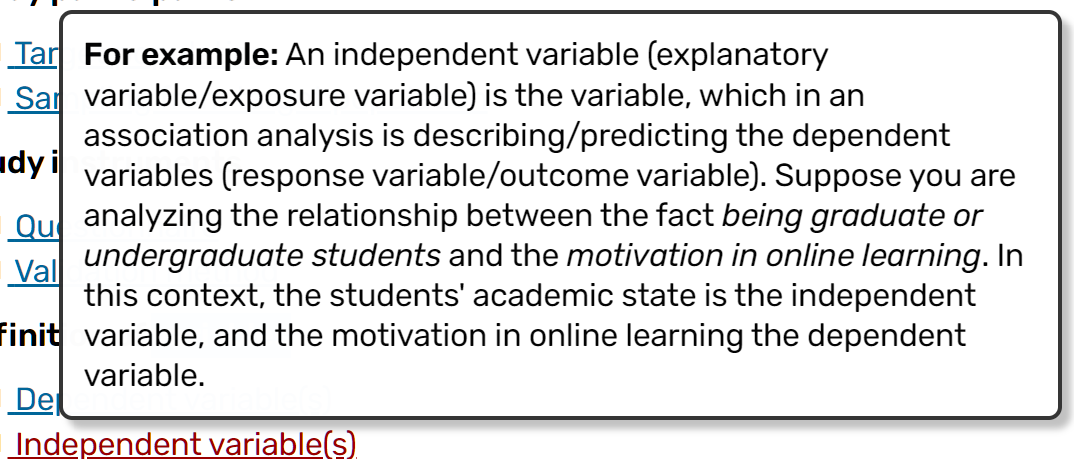 Tar
Sar
udy i
Que
Val
finit
De
For example: An independent variable (explanatory
variable/exposure variable) is the variable, which in an
association analysis is describing/predicting the dependent
variables (response variable/outcome variable). Suppose you are
analyzing the relationship between the fact being graduate or
undergraduate students and the motivation in online learning. In
this context, the students' academic state is the independent
variable, and the motivation in online learning the dependent
variable.
Independent variable(s)